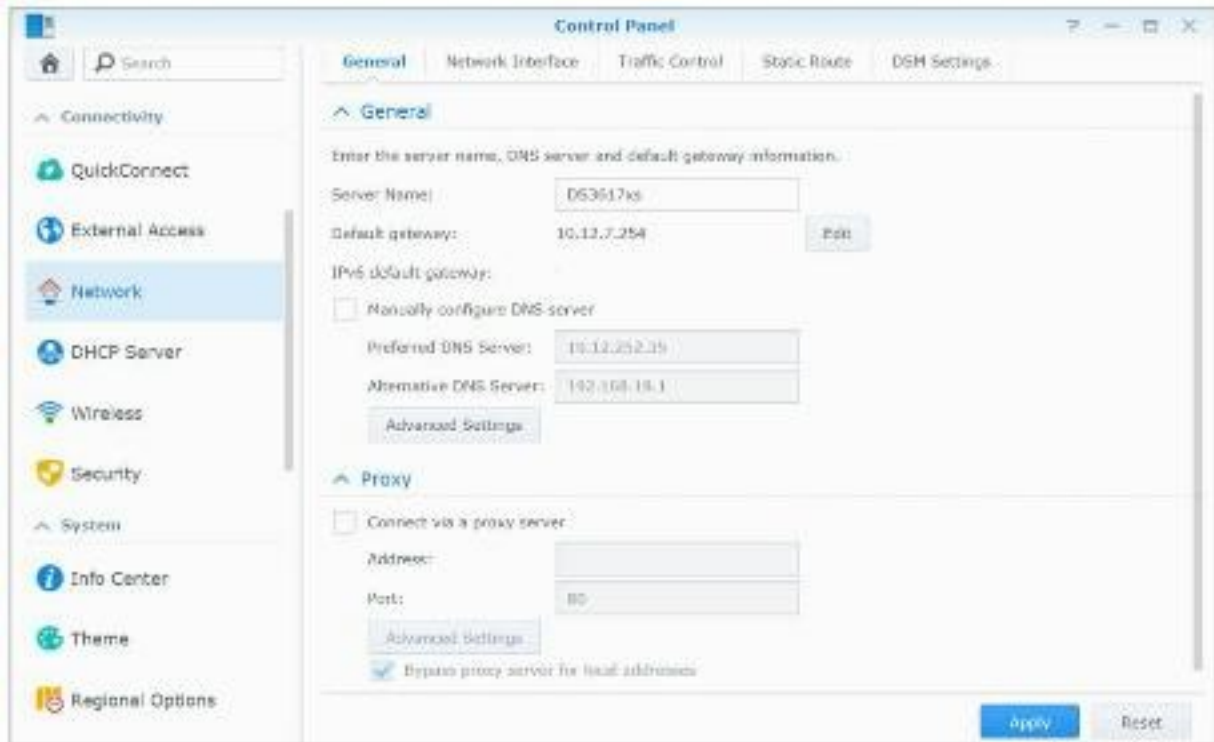 Control Panel
Search
Connectivity
QuickConnect
External Access
Network
DHCP Server
Wireless
Security
System
Info Center
Theme
Regional Options
General
Network Interface
Traffic Control
Static Route
DSM Settings
General
Enter the server name, DNS server and default gateway information.
Server Name: DS3617xs
Default gateway: 10.12.7.254 Edit
IPv6 default gateway:
Manually configure DNS server
Preferred DNS Server: 10.12.252.35
Alternative DNS Server: 192.168.18.1
Advanced Settings
Proxy
Connect via a proxy server
Address:
Port: 80
Advanced Settings
Bypass proxy server for local addresses
Apply
Reset